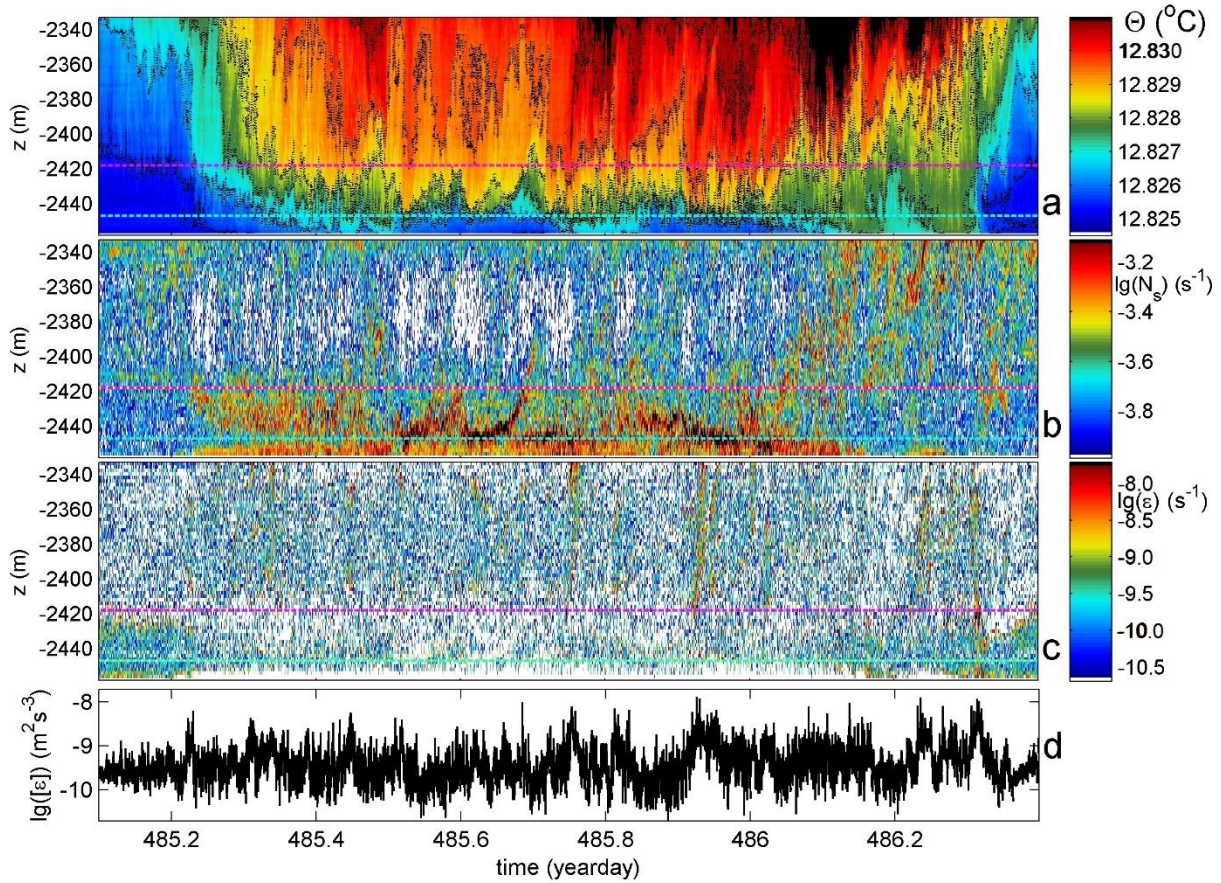 z (m)
-2340
-2360
-2380
-2400
-2420
-2440
a
Θ (°C)
12.830
12.829
12.828
12.827
12.826
12.825
z (m)
-2340
-2360
-2380
-2400
-2420
-2440
b
-3.2
lg(Ns) (s-1)
-3.4
-3.6
-3.8
z (m)
-2340
-2360
-2380
-2400
-2420
-2440
c
-8.0
lg(ε) (s-1)
-8.5
-9.0
-9.5
-10.0
-10.5
lg([ε]) (m2s-3)
-8
-9
-10
d
485.2 485.4 485.6 485.8 486 486.2
time (yearday)